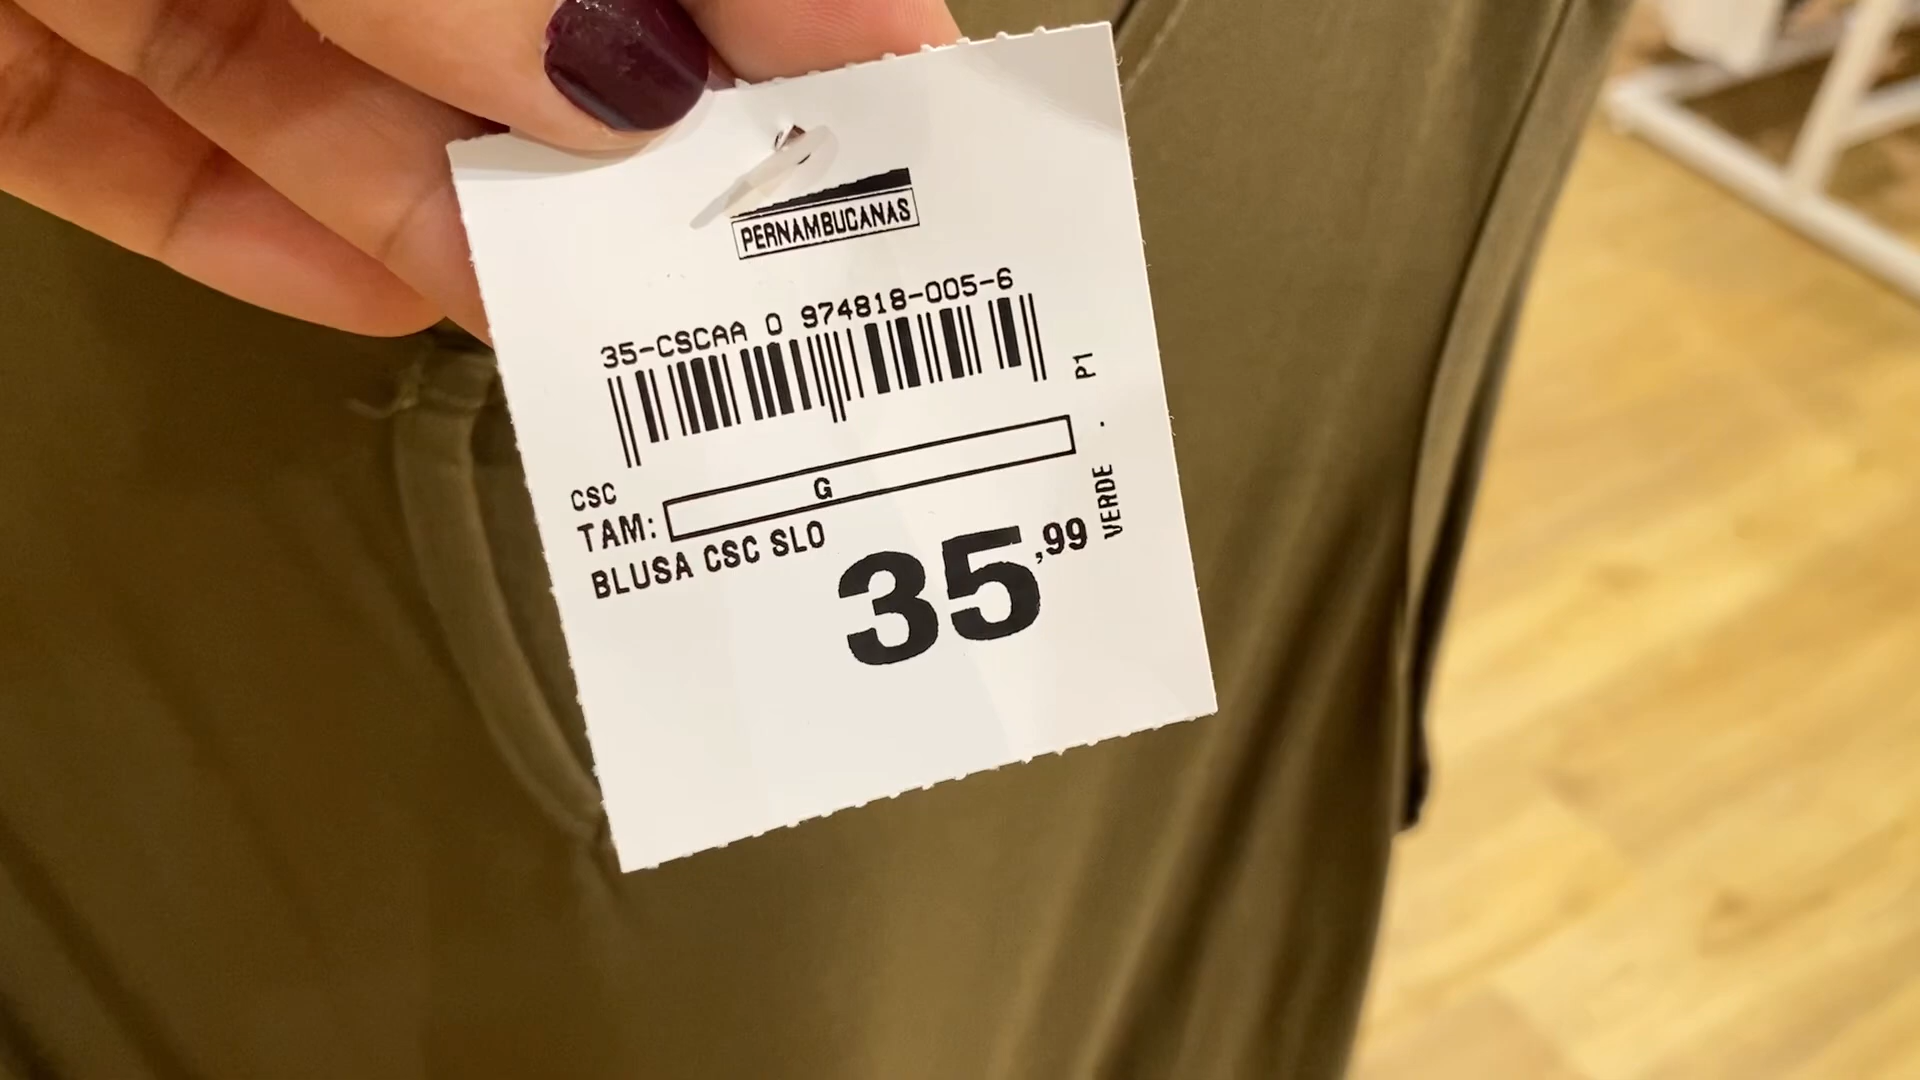 PERNAMBUCANAS
35-CSCAA 0 974818-005-6
P1
.
VERDE
CSC
TAM: G
BLUSA CSC SLO
35,99